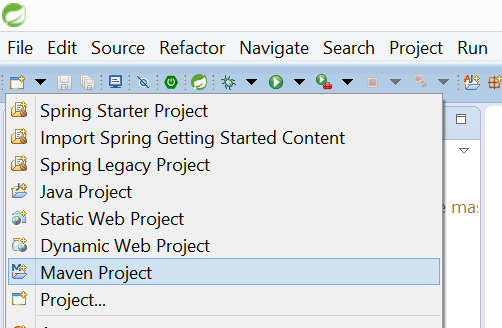 File Edit Source Refactor Navigate Search Project Run
Spring Starter Project
Import Spring Getting Started Content
Spring Legacy Project
Java Project
Static Web Project
Dynamic Web Project
Maven Project
Project...